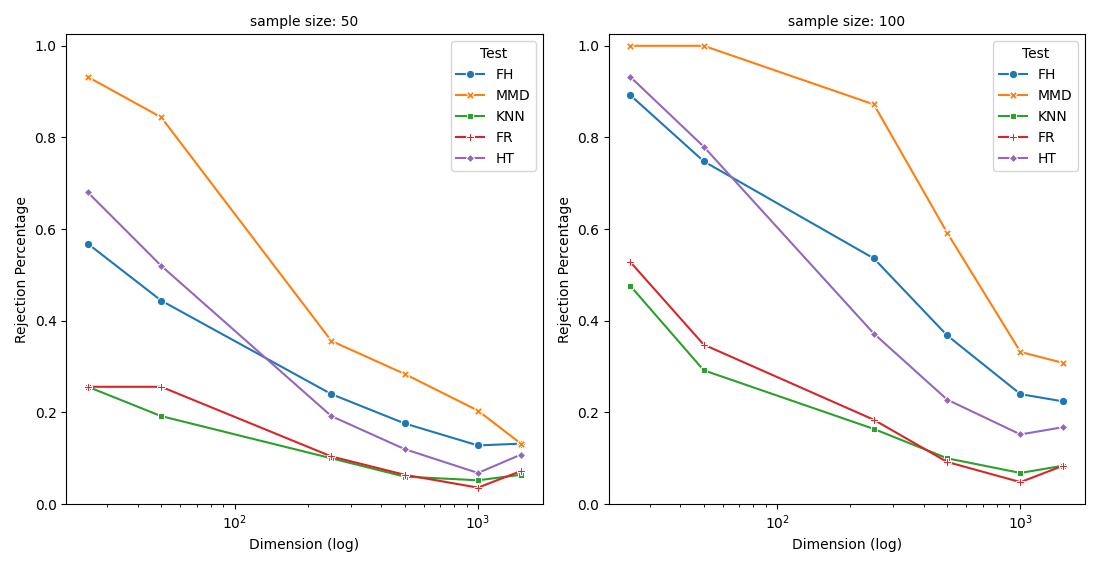 sample size: 50
Rejection Percentage
1.0
0.8
0.6
0.4
0.2
0.0
10²
10³
Dimension (log)
Test
FH
MMD
KNN
FR
HT
sample size: 100
Rejection Percentage
1.0
0.8
0.6
0.4
0.2
0.0
10²
10³
Dimension (log)
Test
FH
MMD
KNN
FR
HT